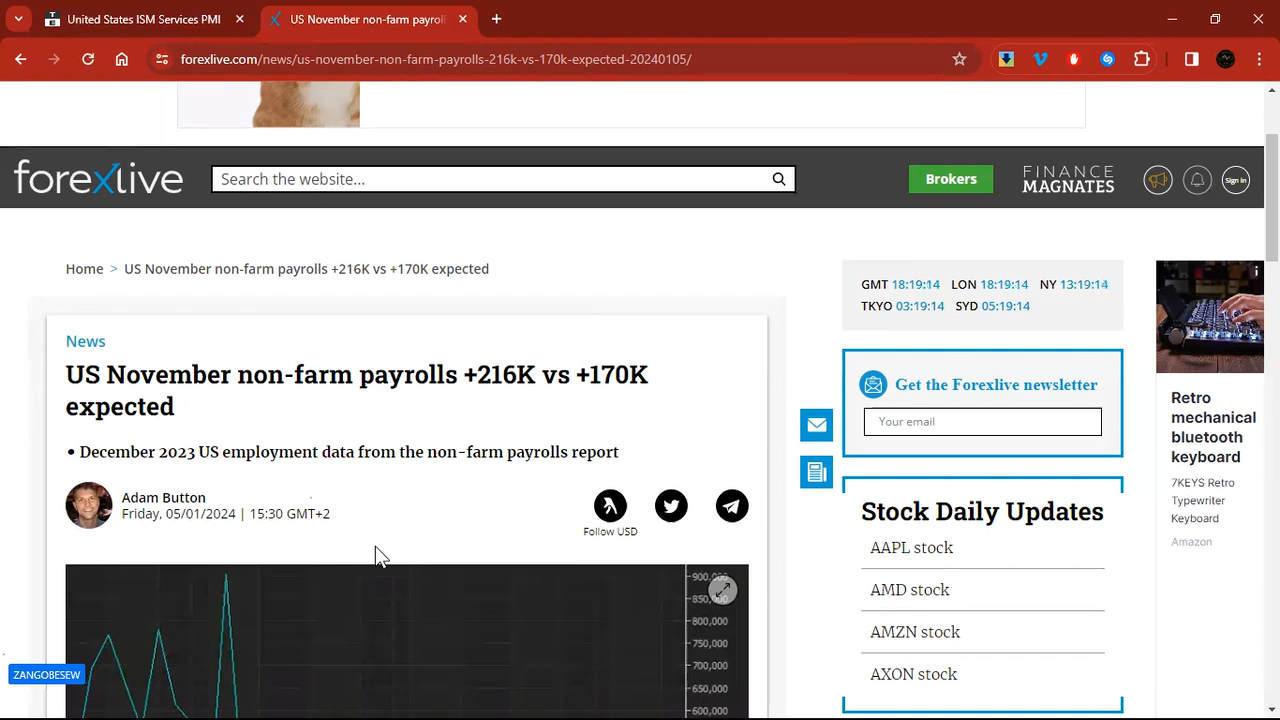 United States ISM Services PMI
US November non-farm payroll
forexlive.com/news/us-november-non-farm-payrolls-216k-vs-170k-expected-20240105/
forexlive
Search the website...
Brokers
FINANCE
MAGNATES
Sign in
Home > US November non-farm payrolls +216K vs +170K expected
GMT 18:19:14 LON 18:19:14 NY 13:19:14
TKYO 03:19:14 SYD 05:19:14
News
US November non-farm payrolls +216K vs +170K
expected
• December 2023 US employment data from the non-farm payrolls report
Adam Button
Friday, 05/01/2024 | 15:30 GMT+2
Follow USD
Get the Forexlive newsletter
Your email
Stock Daily Updates
AAPL stock
AMD stock
AMZN stock
AXON stock
Retro
mechanical
bluetooth
keyboard
7KEYS Retro
Typewriter
Keyboard
Amazon
900,000
850,000
800,000
750,000
700,000
650,000
600,000
ZANGOBESEW